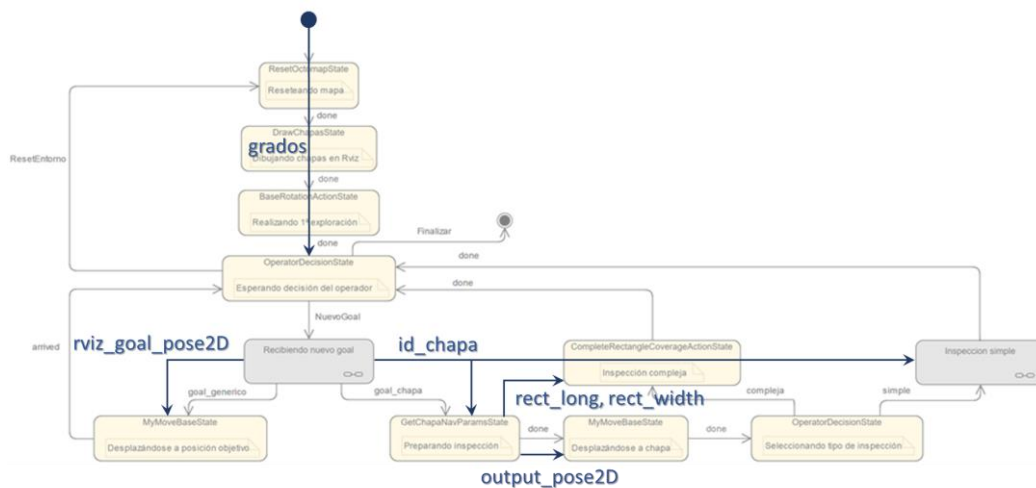 ResetOctomapState
Reseteando mapa
done
DrawChapasState
grados
Dibujando chapas en Rviz
ResetEntorno
done
BaseRotationActionState
Realizando 1ª exploración
done
Finalizar
done
OperatorDecisionState
Esperando decisión del operador
done
NuevoGoal
arrived
rviz_goal_pose2D
Recibiendo nuevo goal
id_chapa
CompleteRectangleCoverageActionState
Inspección compleja
Inspeccion simple
goal_generico
goal_chapa
rect_long, rect_width
compleja
simple
MyMoveBaseState
Desplazándose a posición objetivo
GetChapaNavParamsState
Preparando inspección
done
MyMoveBaseState
Desplazándose a chapa
done
OperatorDecisionState
Seleccionando tipo de inspección
output_pose2D